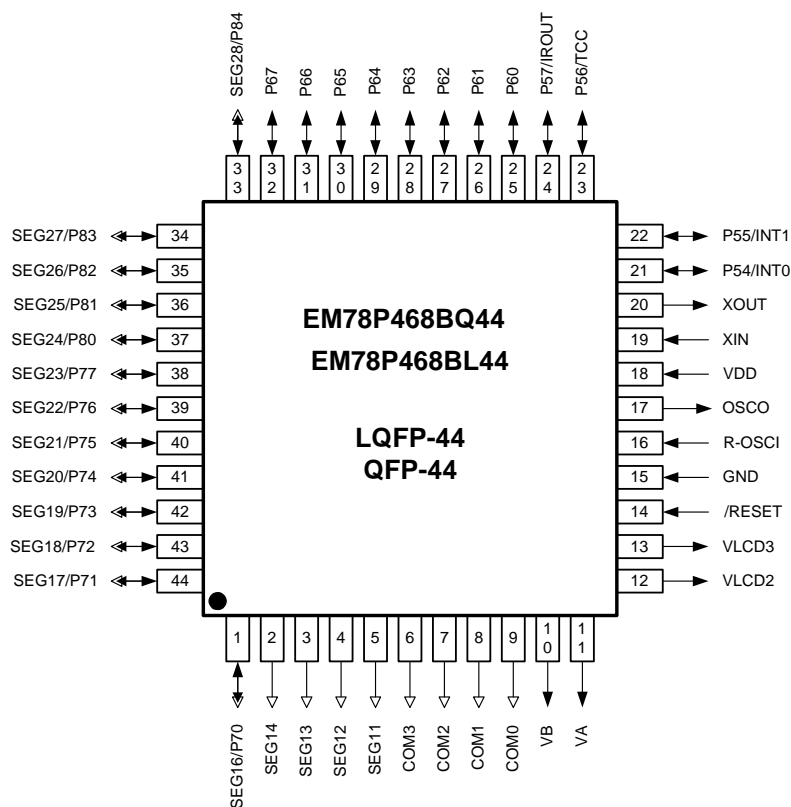 SEG28/P84
P67
P66
P65
P64
P63
P62
P61
P60
P57/IROUT
P56/TCC
33
32
31
30
29
28
27
26
25
24
23
SEG27/P83 34
SEG26/P82 35
SEG25/P81 36
SEG24/P80 37
SEG23/P77 38
SEG22/P76 39
SEG21/P75 40
SEG20/P74 41
SEG19/P73 42
SEG18/P72 43
SEG17/P71 44
EM78P468BQ44
EM78P468BL44
LQFP-44
QFP-44
22 P55/INT1
21 P54/INT0
20 XOUT
19 XIN
18 VDD
17 OSCO
16 R-OSCI
15 GND
14 /RESET
13 VLCD3
12 VLCD2
1
2
3
4
5
6
7
8
9
10
11
SEG16/P70
SEG14
SEG13
SEG12
SEG11
COM3
COM2
COM1
COM0
VB
VA